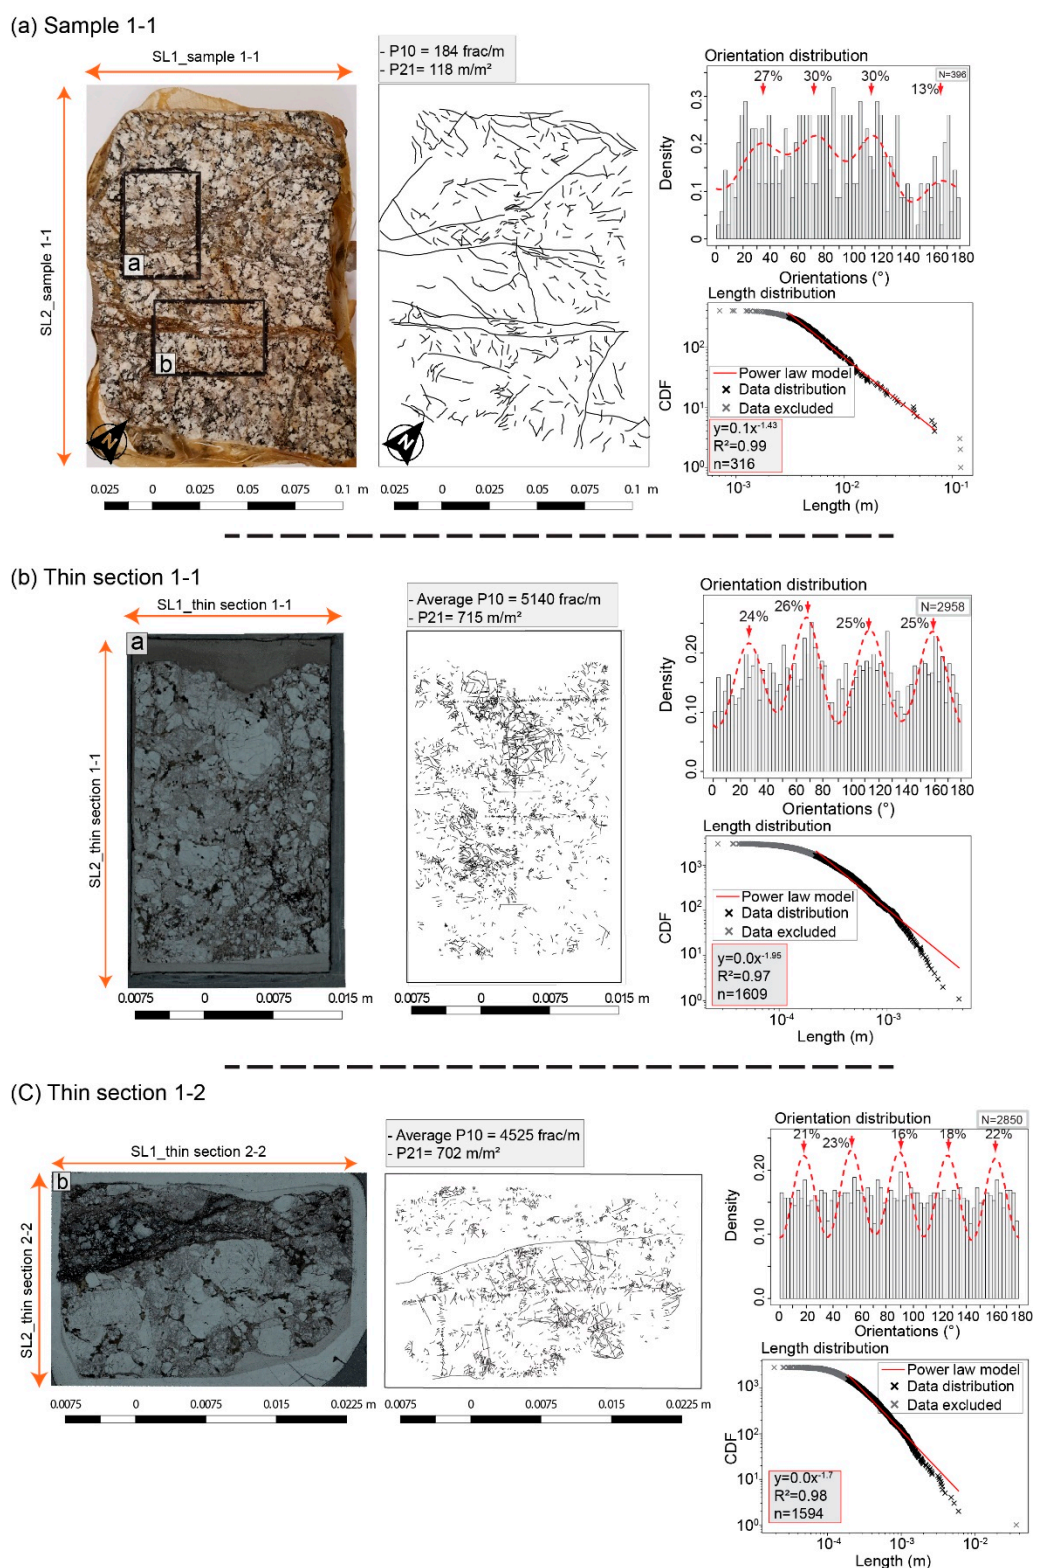 (a) Sample 1-1
SL1_sample 1-1
SL2_sample 1-1
a
b
N
0.025 0 0.025 0.05 0.075 0.1 m
- P10 = 184 frac/m
- P21= 118 m/m²
N
0.025 0 0.025 0.05 0.075 0.1 m
Orientation distribution
27% 30% 30% 13%
N=396
Density
0.3
0.2
0.1
0
0 20 40 60 80 100 120 140 160 180
Orientations (°)
Length distribution
CDF
10²
10¹
10⁰
Power law model
Data distribution
Data excluded
y=0.1x⁻¹·⁴³
R²=0.99
n=316
10⁻³ 10⁻² 10⁻¹
Length (m)
(b) Thin section 1-1
SL1_thin section 1-1
SL2_thin section 1-1
a
0.0075 0 0.0075 0.015 m
- Average P10 = 5140 frac/m
- P21= 715 m/m²
0.0075 0 0.0075 0.015 m
Orientation distribution
24% 26% 25% 25%
N=2958
Density
0.20
0.10
0.0
0 20 40 60 80 100 120 140 160 180
Orientations (°)
Length distribution
CDF
10³
10²
10¹
10⁰
Power law model
Data distribution
Data excluded
y=0.0x⁻¹·⁹⁵
R²=0.97
n=1609
10⁻⁴ 10⁻³
Length (m)
(C) Thin section 1-2
SL1_thin section 2-2
SL2_thin section 2-2
b
0.0075 0 0.0075 0.015 0.0225 m
- Average P10 = 4525 frac/m
- P21= 702 m/m²
0.0075 0 0.0075 0.015 0.0225 m
Orientation distribution
N=2850
21% 23% 16% 18% 22%
Density
0.20
0.10
0.0
0 20 40 60 80 100 120 140 160 180
Orientations (°)
Length distribution
CDF
10³
10²
10¹
10⁰
Power law model
Data distribution
Data excluded
y=0.0x⁻¹·⁷
R²=0.98
n=1594
10⁻⁴ 10⁻³ 10⁻²
Length (m)